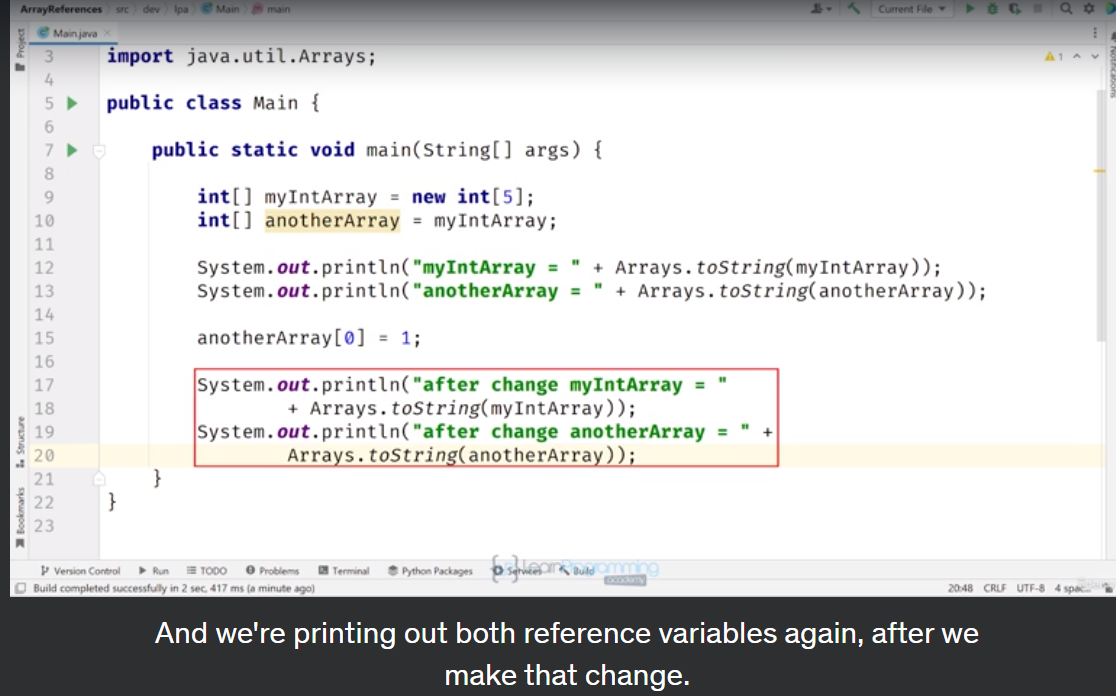 ArrayReferences src dev lpa Main main
Current File
Main.java
Project
Notifications
1
3 import java.util.Arrays;
4
5 public class Main {
6
7 public static void main(String[] args) {
8
9 int[] myIntArray = new int[5];
10 int[] anotherArray = myIntArray;
11
12 System.out.println("myIntArray = " + Arrays.toString(myIntArray));
13 System.out.println("anotherArray = " + Arrays.toString(anotherArray));
14
15 anotherArray[0] = 1;
16
17 System.out.println("after change myIntArray = "
18 + Arrays.toString(myIntArray));
19 System.out.println("after change anotherArray = " +
20 Arrays.toString(anotherArray));
21 }
22 }
23
Structure
Bookmarks
Version Control Run TODO Problems Terminal Python Packages Services Build
LearnProgramming
academy
Build completed successfully in 2 sec, 417 ms (a minute ago) 20:48 CRLF UTF-8
And we're printing out both reference variables again, after we
make that change.